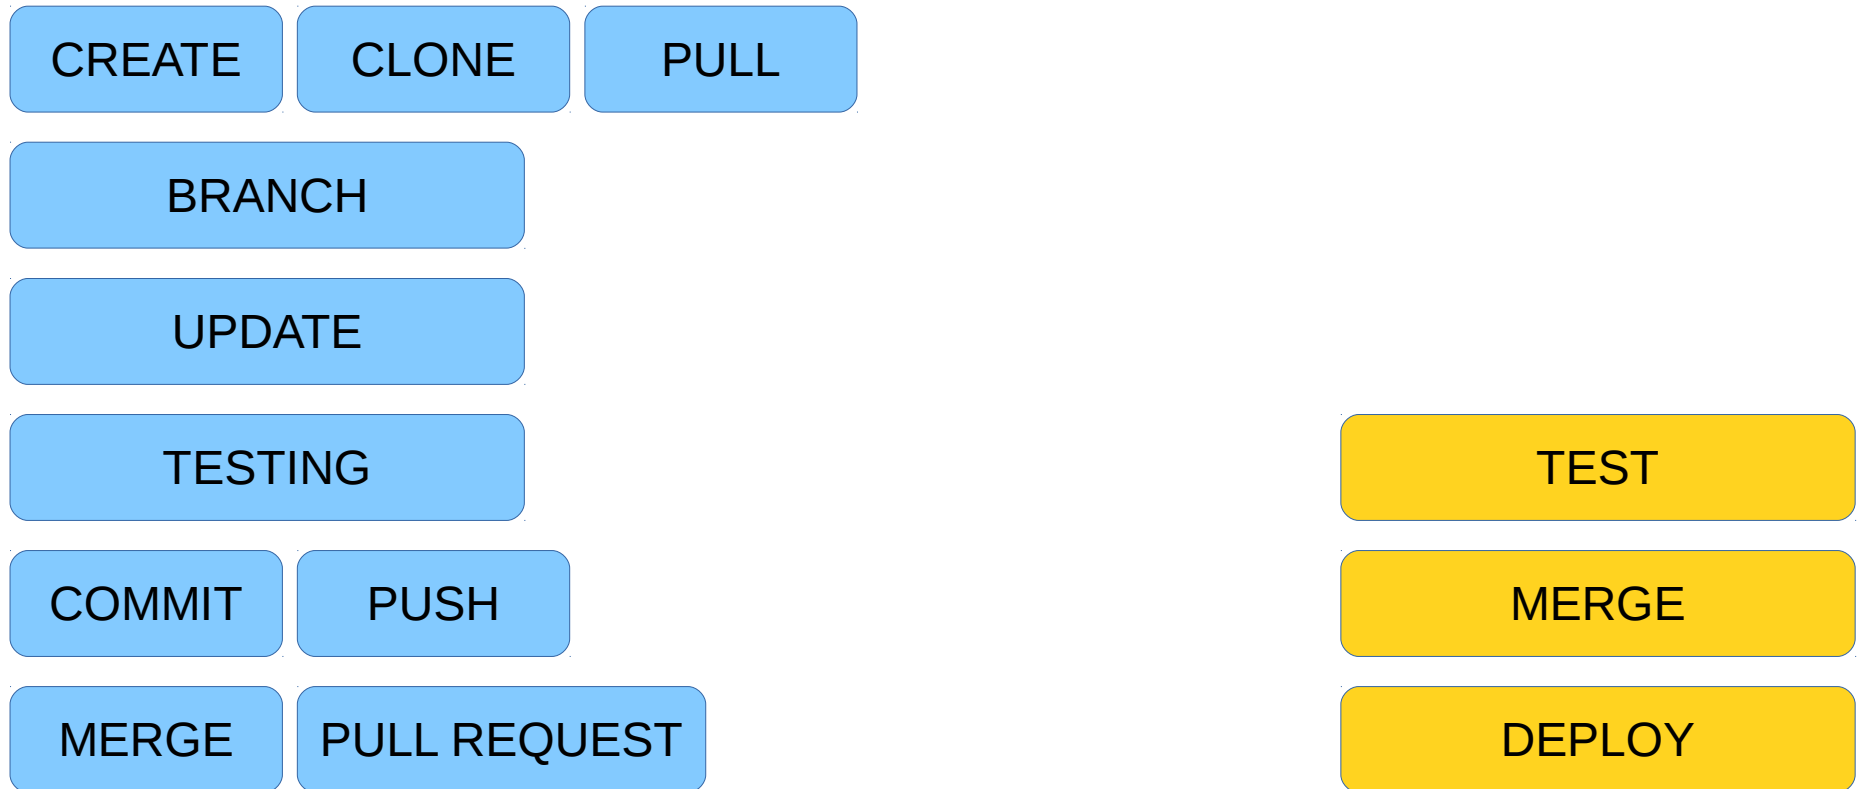 CREATE CLONE PULL
BRANCH
UPDATE
TESTING TEST
COMMIT PUSH MERGE
MERGE PULL REQUEST DEPLOY